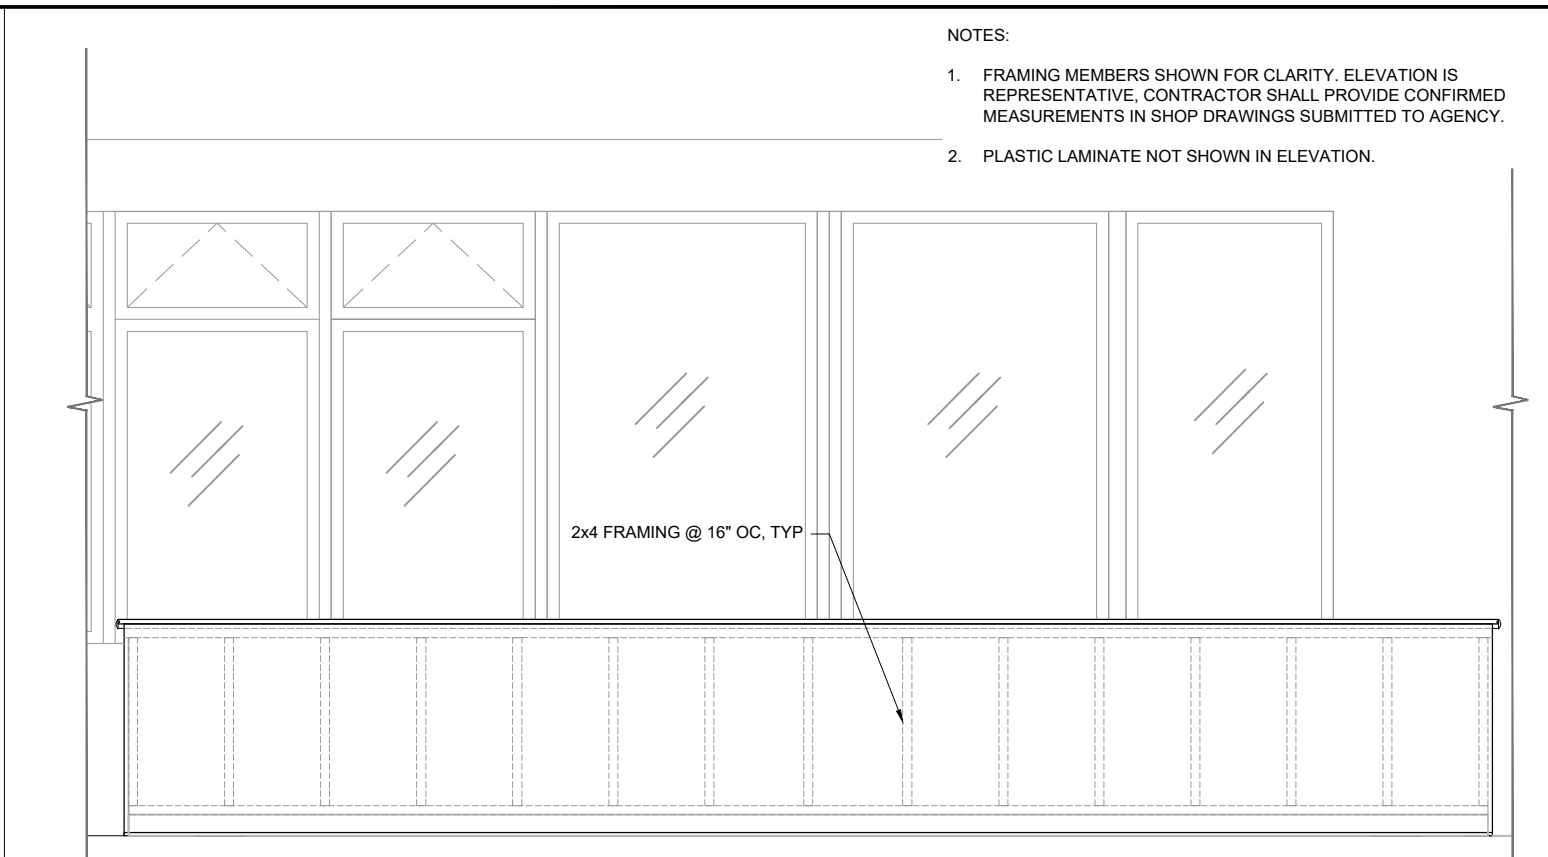 NOTES:
1. FRAMING MEMBERS SHOWN FOR CLARITY. ELEVATION IS
REPRESENTATIVE, CONTRACTOR SHALL PROVIDE CONFIRMED
MEASUREMENTS IN SHOP DRAWINGS SUBMITTED TO AGENCY.
2. PLASTIC LAMINATE NOT SHOWN IN ELEVATION.
2x4 FRAMING @ 16" OC, TYP